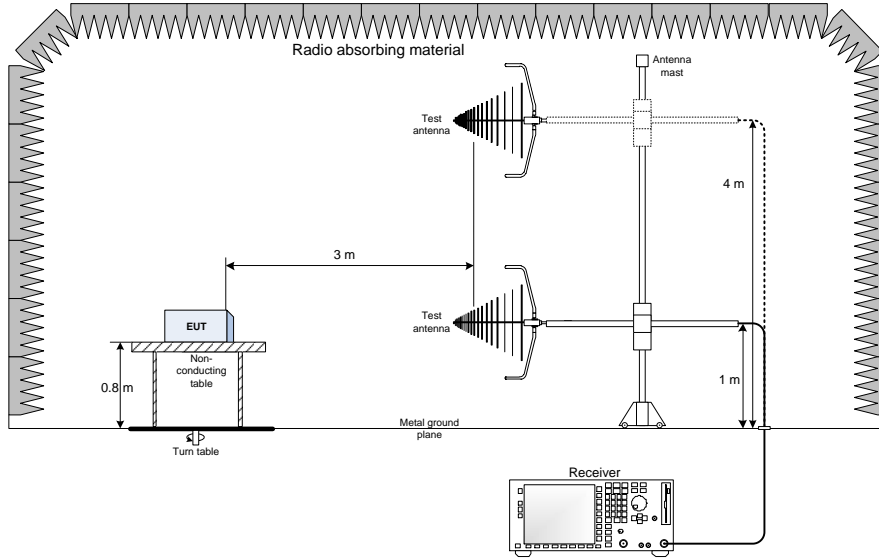 Radio absorbing material
Antenna
mast
Test
antenna
4 m
3 m
Test
antenna
EUT
Non-
conducting
table
0.8 m
1 m
Metal ground
plane
Turn table
Receiver